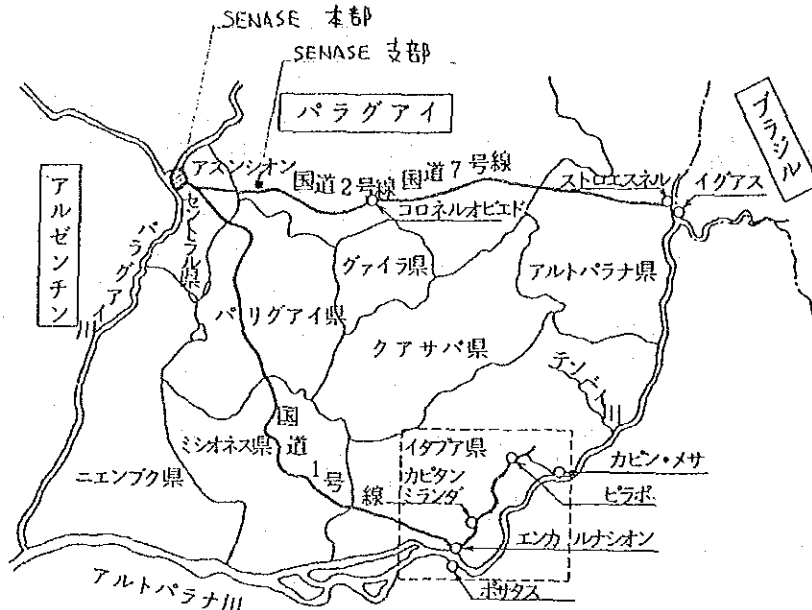 SENASE 本部
SENASE 支部
パラグアイ
ブラジル
アスンシオン
国道2号線
国道7号線
ストロエスネル
イグアス
コロネルオビエド
アルゼンチン
セントラル県
パラグアイ川
グァイラ県
アルトパラナ県
パリグアイ県
クアサパ県
テンベイ川
国道1号線
ミシオネス県
イタプア県
カピタン
ミランダ
カピン・メサ
ニエンブク県
ピラポ
エンカルナシオン
アルトパラナ川
ポサタス